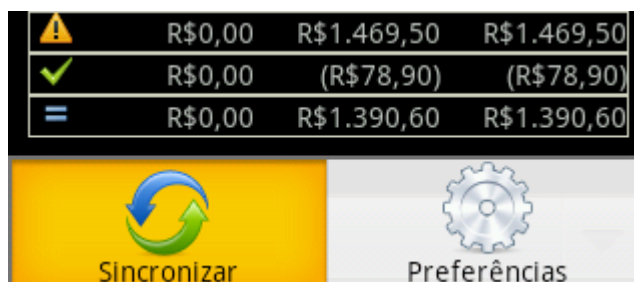 R$0,00 R$1.469,50 R$1.469,50
R$0,00 (R$78,90) (R$78,90)
R$0,00 R$1.390,60 R$1.390,60
Sincronizar Preferências